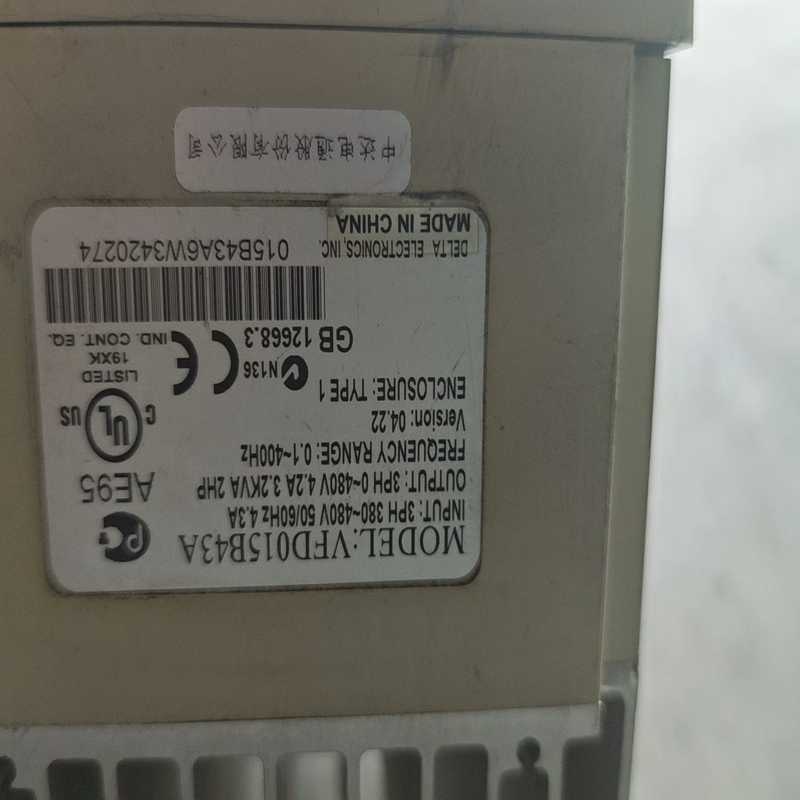 MODEL:VFD015B43A
INPUT: 3PH 380~480V 50/60Hz 4.3A
OUTPUT: 3PH 0~480V 4.2A 3.2KVA 2HP
FREQUENCY RANGE: 0.1~400Hz
Version: 04.22
ENCLOSURE: TYPE 1
PC
AE95
C UL US
LISTED
19XK
IND. CONT. EQ.
N136
CE
GB 12668.3
015B43A6W3420274
DELTA ELECTRONICS, INC.
MADE IN CHINA
中达电通股份有限公司